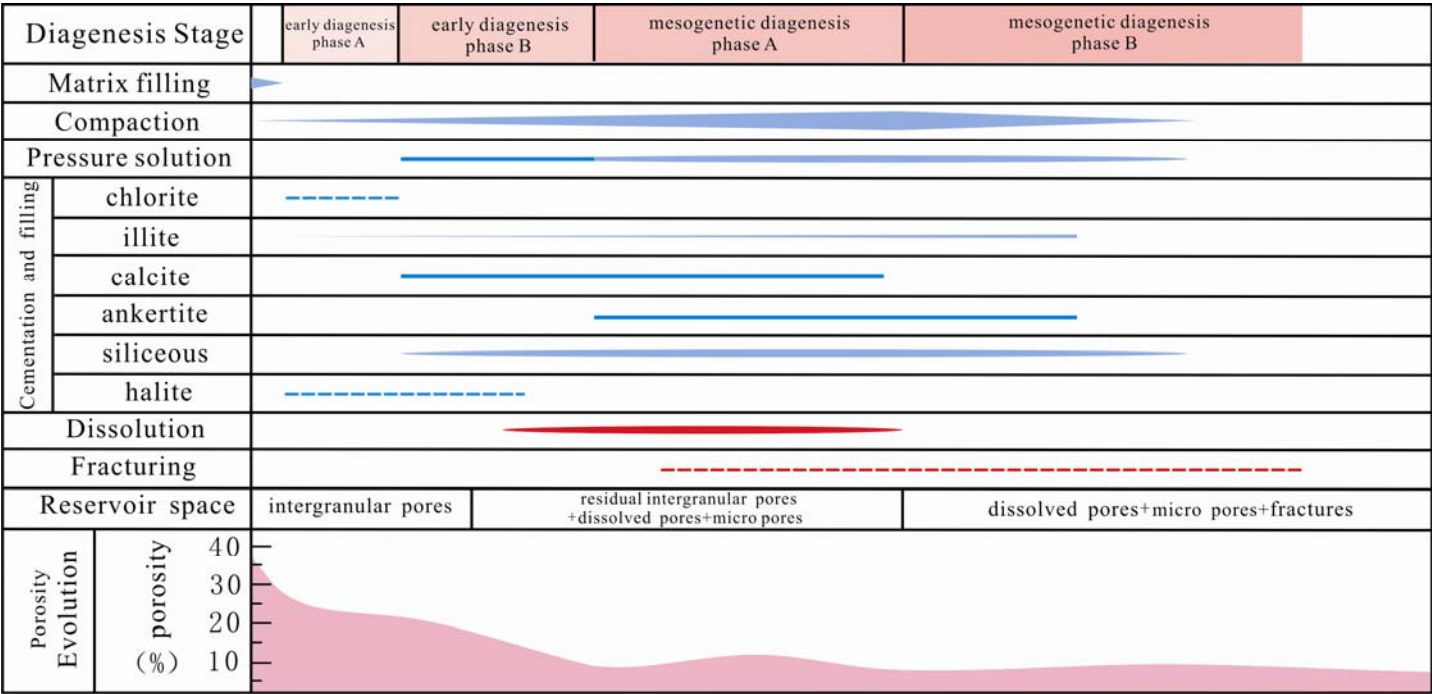 Diagenesis Stage
early diagenesis
phase A
early diagenesis
phase B
mesogenetic diagenesis
phase A
mesogenetic diagenesis
phase B
Matrix filling
Compaction
Pressure solution
Cementation and filling
chlorite
illite
calcite
ankertite
siliceous
halite
Dissolution
Fracturing
Reservoir space
intergranular pores
residual intergranular pores
+dissolved pores+micro pores
dissolved pores+micro pores+fractures
Porosity
Evolution
porosity
(%)
40
30
20
10